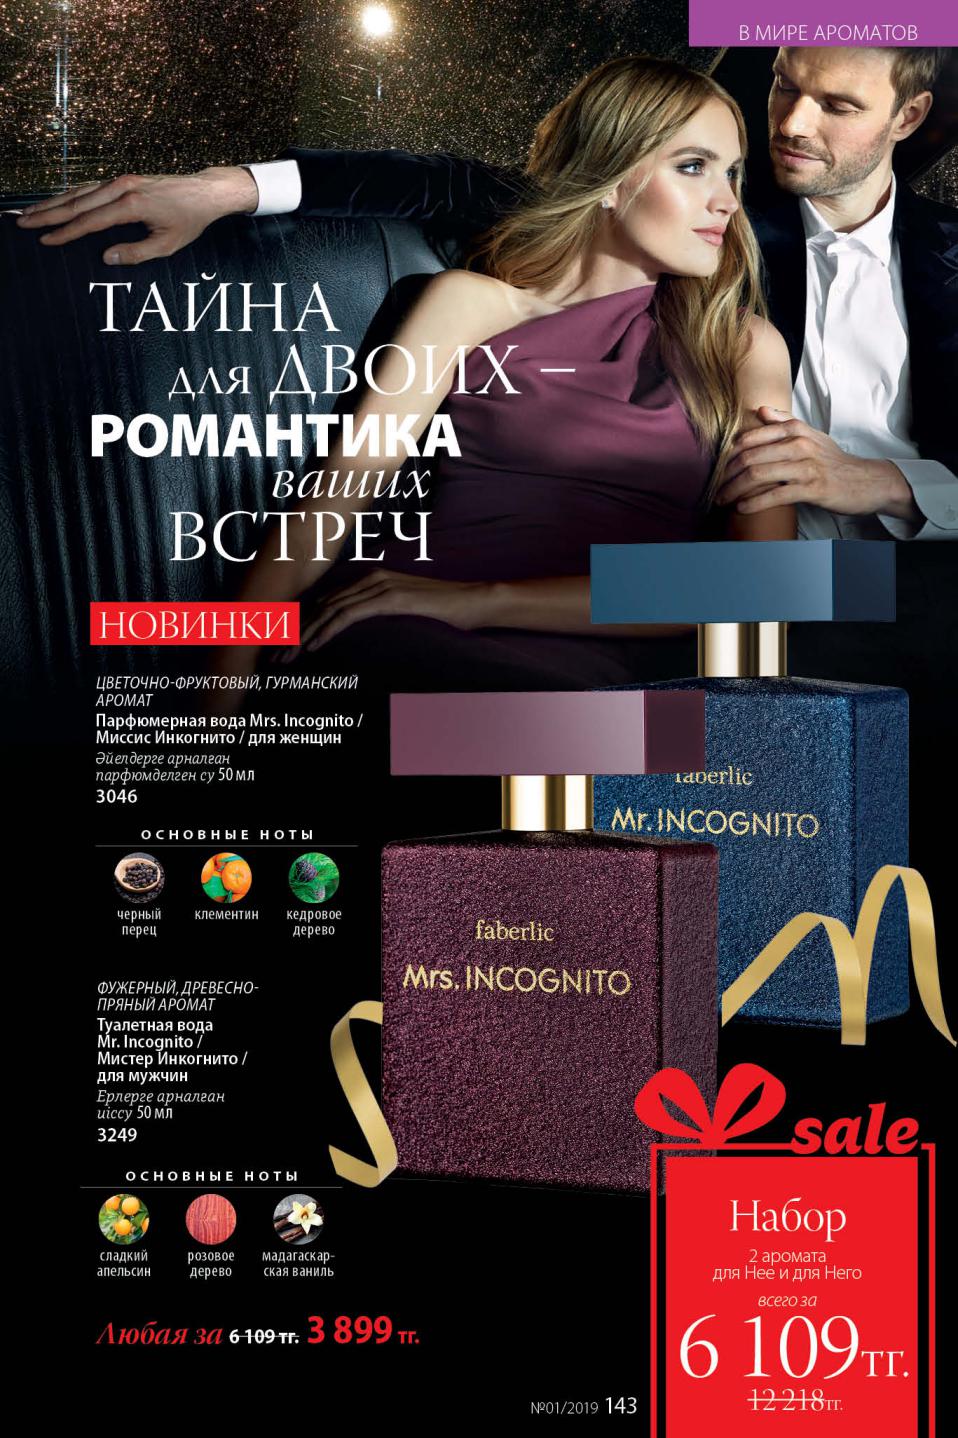 В МИРЕ АРОМАТОВ
ТАЙНА
для ДВОИХ –
РОМАНТИКА
ваших
ВСТРЕЧ
НОВИНКИ
ЦВЕТОЧНО-ФРУКТОВЫЙ, ГУРМАНСКИЙ
АРОМАТ
Парфюмерная вода Mrs. Incognito /
Миссис Инкогнито / для женщин
Әйелдерге арналған
парфюмделген су 50 мл
3046
ОСНОВНЫЕ НОТЫ
черный
перец
клементин
кедровое
дерево
ФУЖЕРНЫЙ, ДРЕВЕСНО-
ПРЯНЫЙ АРОМАТ
Туалетная вода
Mr. Incognito /
Мистер Инкогнито /
для мужчин
Ерлерге арналған
иіссу 50 мл
3249
ОСНОВНЫЕ НОТЫ
сладкий
апельсин
розовое
дерево
мадагаскар-
ская ваниль
Любая за 6 109 тг. 3 899 тг.
faberlic
Mr. INCOGNITO
faberlic
Mrs. INCOGNITO
sale
Набор
2 аромата
для Нее и для Него
всего за
6 109 тг.
12 218 тг.
№01/2019 143